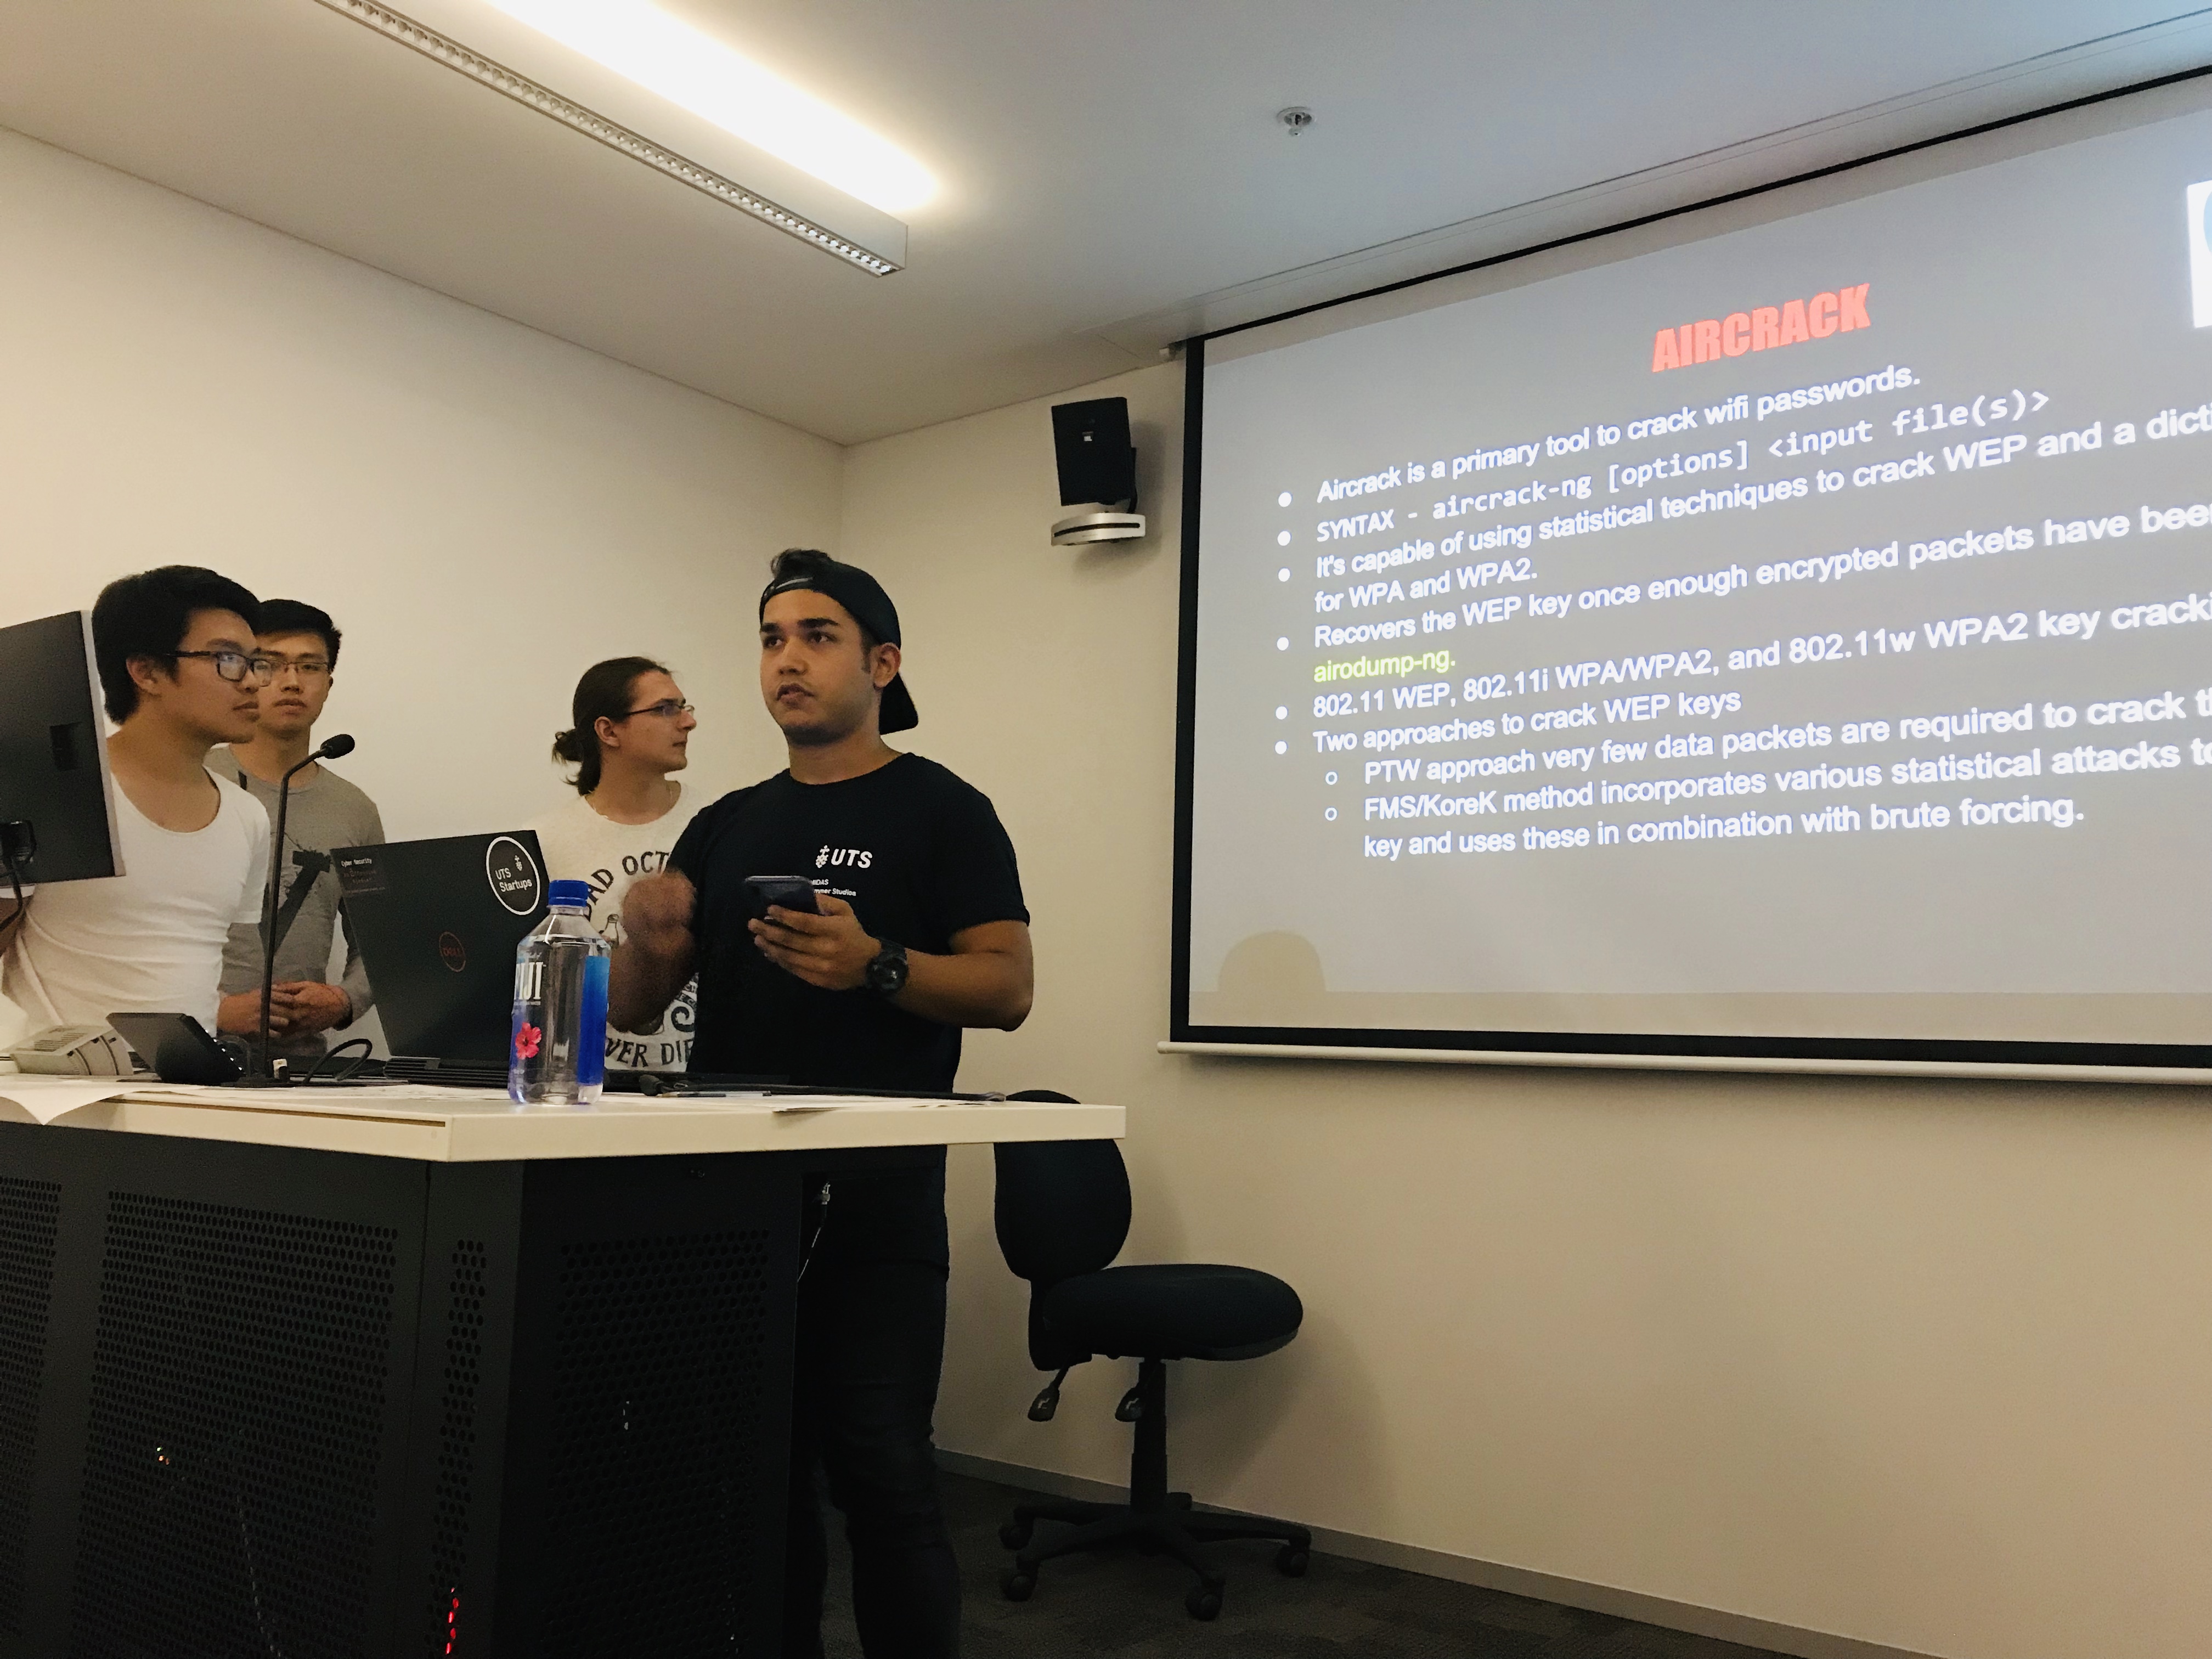 AIRCRACK
● Aircrack is a primary tool to crack wifi passwords.
● SYNTAX - aircrack-ng [options] <input file(s)>
● It's capable of using statistical techniques to crack WEP and a
for WPA and WPA2.
● Recovers the WEP key once enough encrypted packets have
airodump-ng.
● 802.11 WEP, 802.11i WPA/WPA2, and 802.11w WPA2 key
● Two approaches to crack WEP keys
○ PTW approach very few data packets are required to crack
○ FMS/KoreK method incorporates various statistical attacks
key and uses these in combination with brute forcing.
UTS
Startups
Cyber Security
DELL
UTS
FIJI